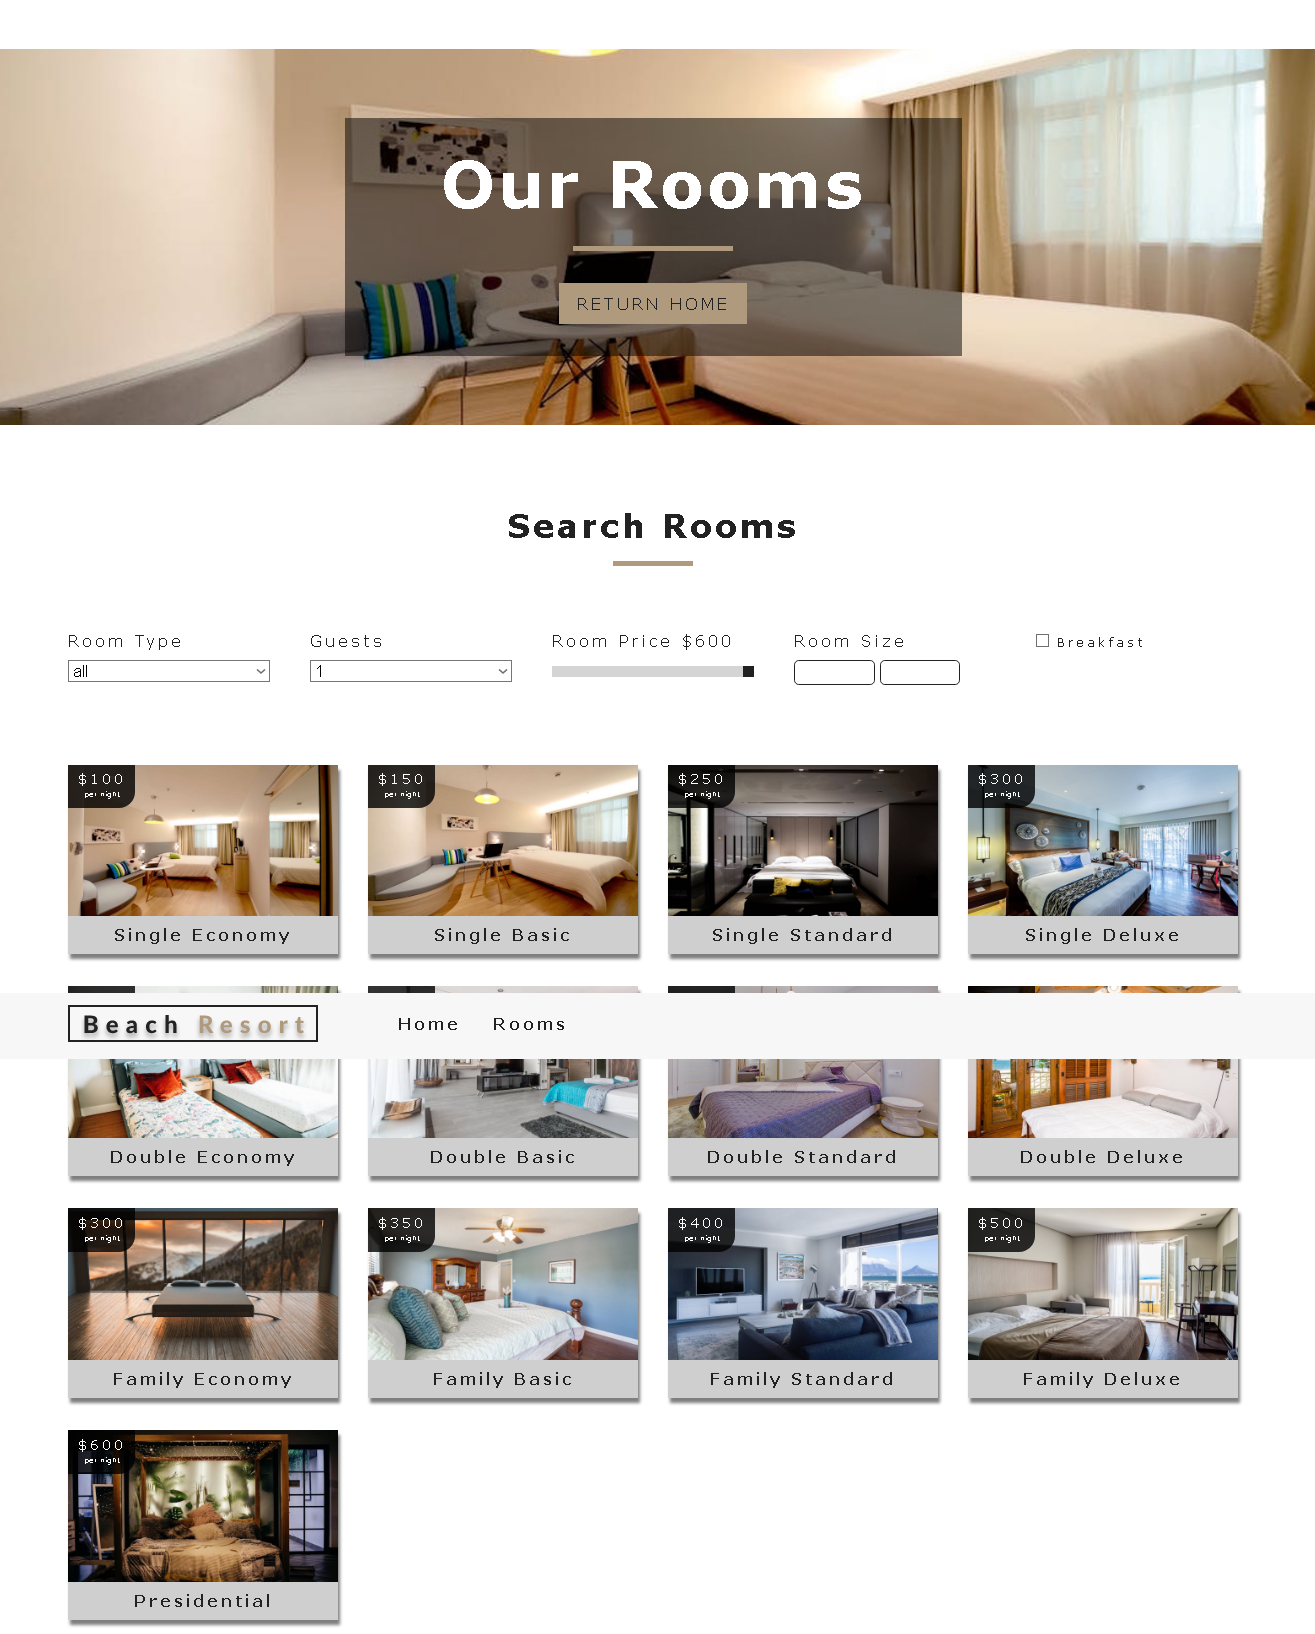 Our Rooms
RETURN HOME
Search Rooms
Room Type
Guests
Room Price $600
Room Size
Breakfast
all
1
$100
per night
$150
per night
$250
per night
$300
per night
Single Economy
Single Basic
Single Standard
Single Deluxe
Beach Resort
Home
Rooms
Double Economy
Double Basic
Double Standard
Double Deluxe
$300
per night
$350
per night
$400
per night
$500
per night
Family Economy
Family Basic
Family Standard
Family Deluxe
$600
per night
Presidential